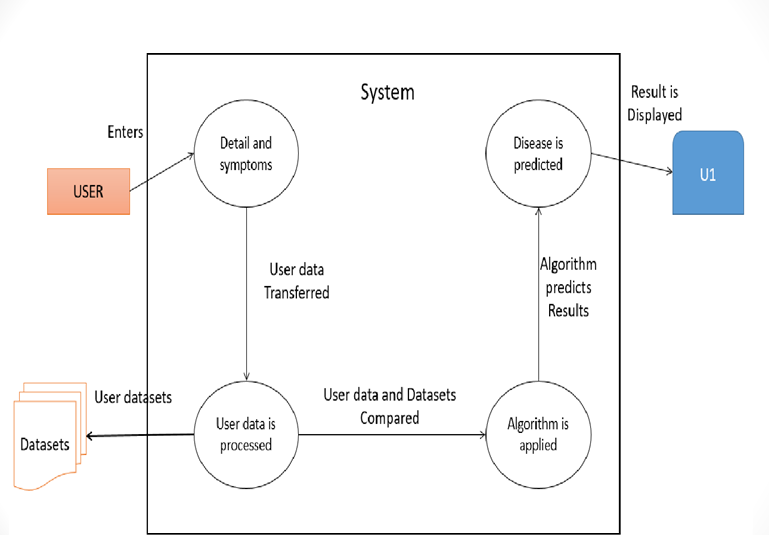 System
Result is
Displayed
Enters
Detail and
symptoms
Disease is
predicted
USER
U1
User data
Transferred
Algorithm
predicts
Results
User datasets
User data and Datasets
Compared
Datasets
User data is
processed
Algorithm is
applied